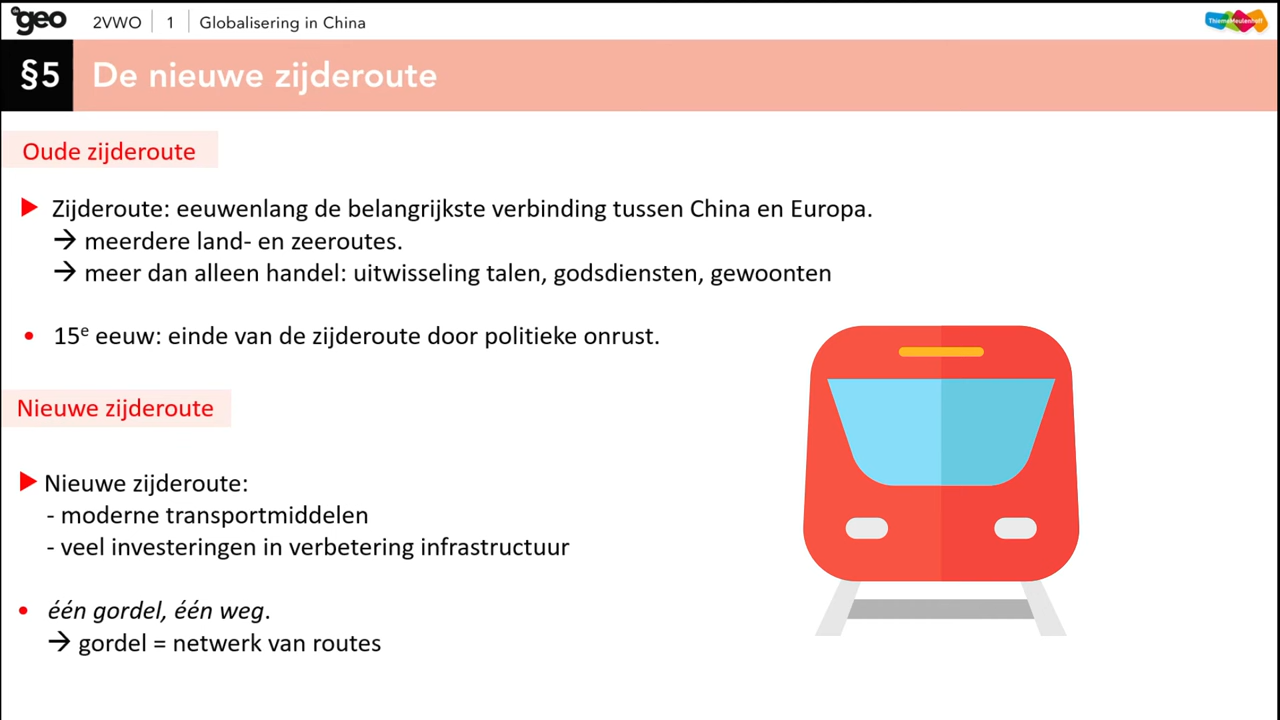 de geo 2VWO 1 Globalisering in China ThiemeMeulenhoff
§5 De nieuwe zijderoute
Oude zijderoute
Zijderoute: eeuwenlang de belangrijkste verbinding tussen China en Europa.
→ meerdere land- en zeeroutes.
→ meer dan alleen handel: uitwisseling talen, godsdiensten, gewoonten
• 15e eeuw: einde van de zijderoute door politieke onrust.
Nieuwe zijderoute
Nieuwe zijderoute:
- moderne transportmiddelen
- veel investeringen in verbetering infrastructuur
• één gordel, één weg.
→ gordel = netwerk van routes